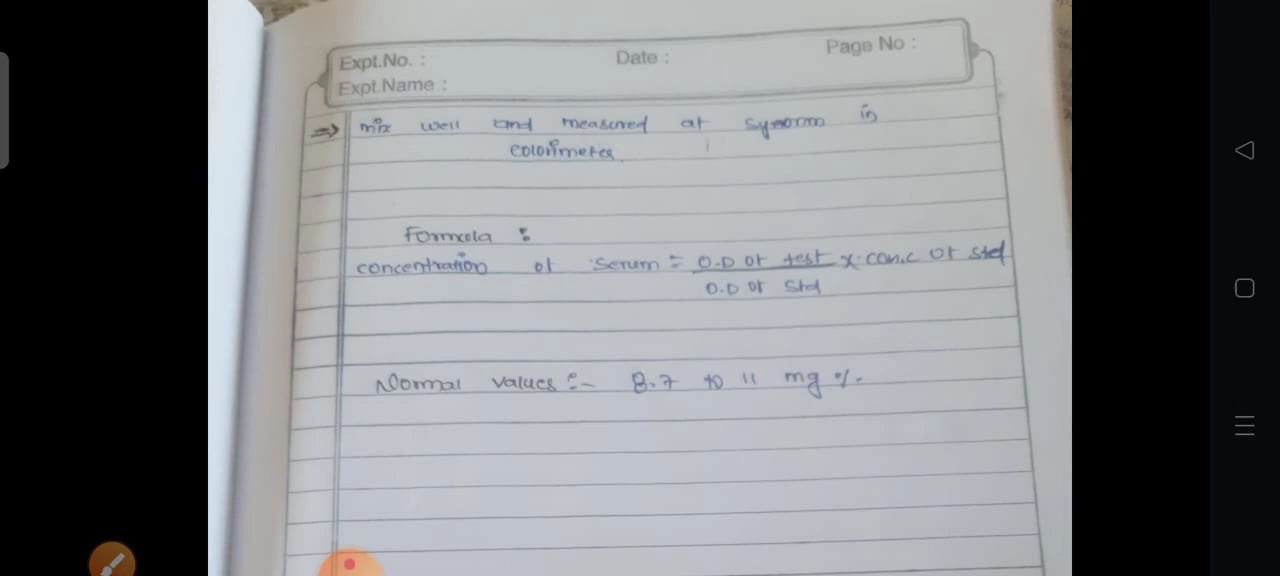 Expt.No. :
Date :
Page No :
Expt.Name :
⇒ mix well and measured at in
colorimeter.
Formula :
concentration of Serum = O.D of test x conc of std
O.D of std
Normal values :- 8.7 to 11 mg %.